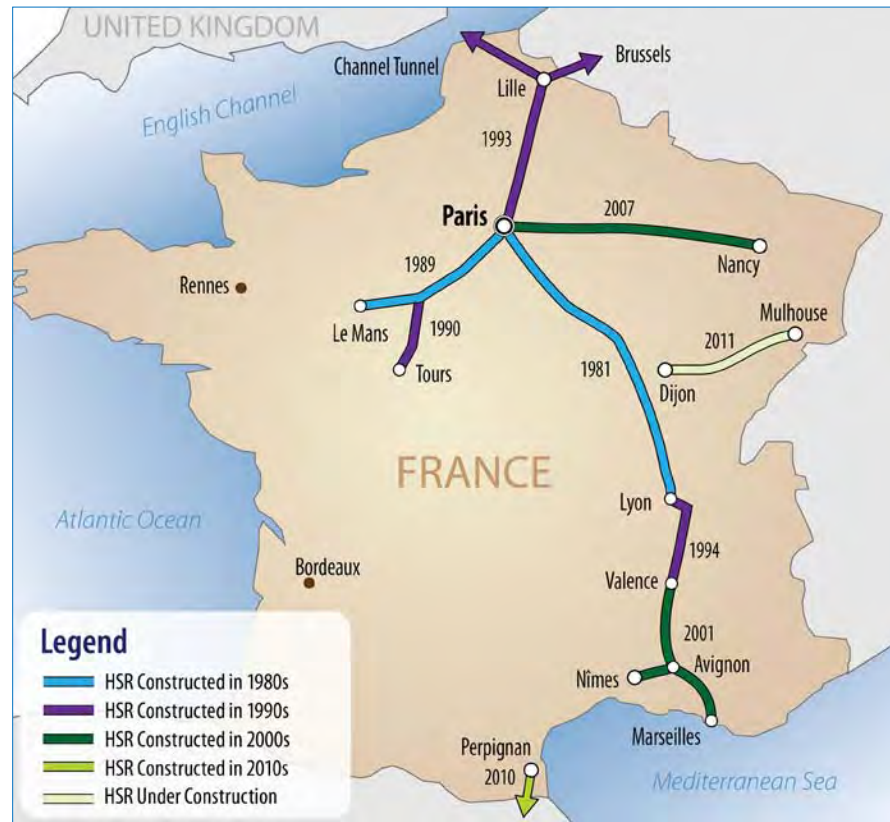 UNITED KINGDOM
Channel Tunnel
Brussels
Lille
English Channel
1993
Paris
2007
Nancy
1989
Rennes
Le Mans
1990
Tours
Mulhouse
2011
Dijon
1981
FRANCE
Lyon
Atlantic Ocean
1994
Bordeaux
Valence
2001
Avignon
Nîmes
Marseilles
Perpignan
2010
Mediterranean Sea
Legend
HSR Constructed in 1980s
HSR Constructed in 1990s
HSR Constructed in 2000s
HSR Constructed in 2010s
HSR Under Construction